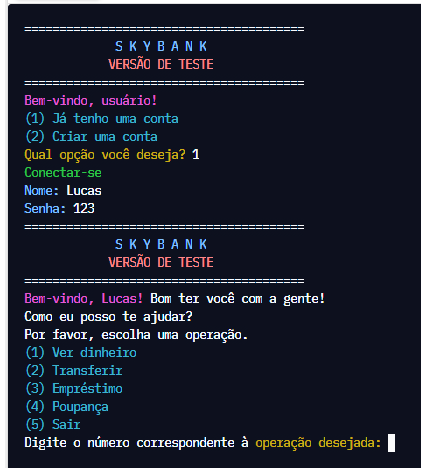 ========================================
S K Y B A N K
VERSÃO DE TESTE
========================================
Bem-vindo, usuário!
(1) Já tenho uma conta
(2) Criar uma conta
Qual opção você deseja? 1
Conectar-se
Nome: Lucas
Senha: 123
========================================
S K Y B A N K
VERSÃO DE TESTE
========================================
Bem-vindo, Lucas! Bom ter você com a gente!
Como eu posso te ajudar?
Por favor, escolha uma operação.
(1) Ver dinheiro
(2) Transferir
(3) Empréstimo
(4) Poupança
(5) Sair
Digite o número correspondente à operação desejada: